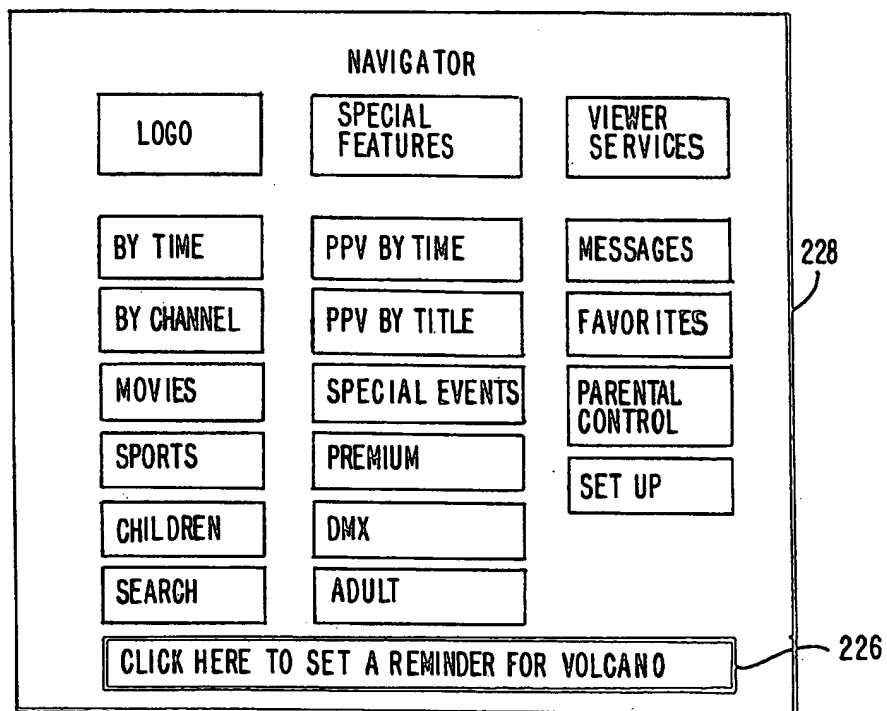 NAVIGATOR
LOGO
SPECIAL
FEATURES
VIEWER
SERVICES
BY TIME
PPV BY TIME
MESSAGES
BY CHANNEL
PPV BY TITLE
FAVORITES
MOVIES
SPECIAL EVENTS
PARENTAL
CONTROL
SPORTS
PREMIUM
SET UP
CHILDREN
DMX
SEARCH
ADULT
CLICK HERE TO SET A REMINDER FOR VOLCANO
228
226